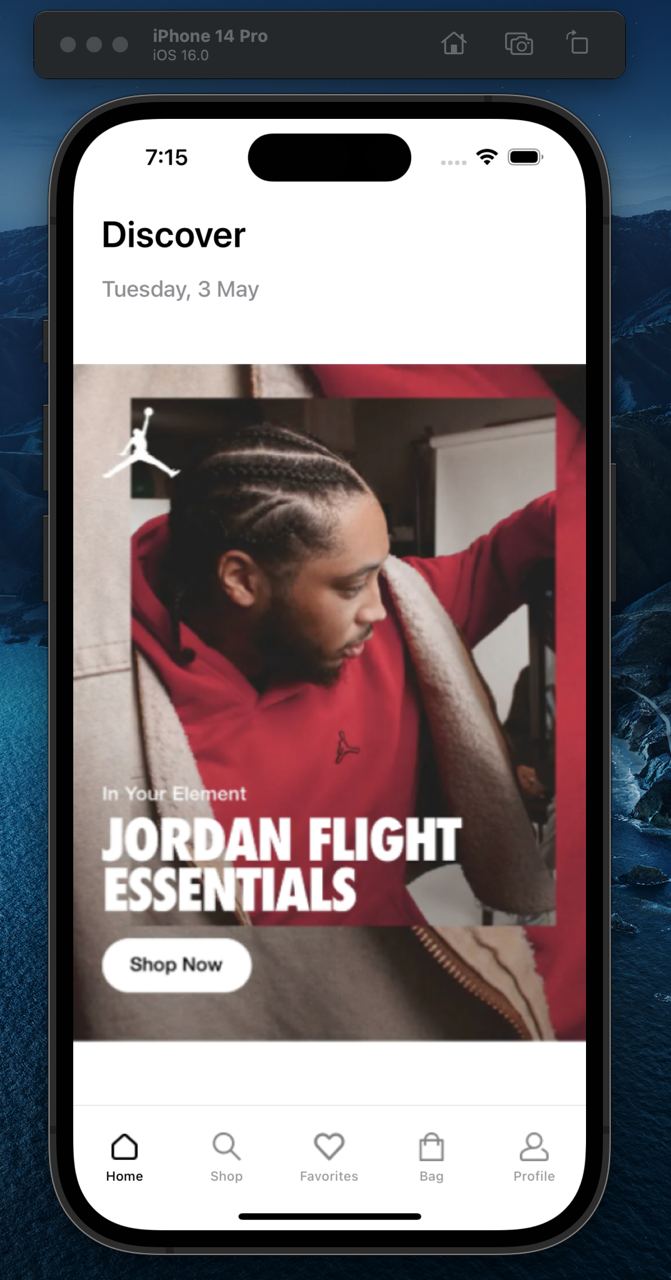 iPhone 14 Pro
iOS 16.0
7:15
Discover
Tuesday, 3 May
In Your Element
JORDAN FLIGHT
ESSENTIALS
Shop Now
Home
Shop
Favorites
Bag
Profile